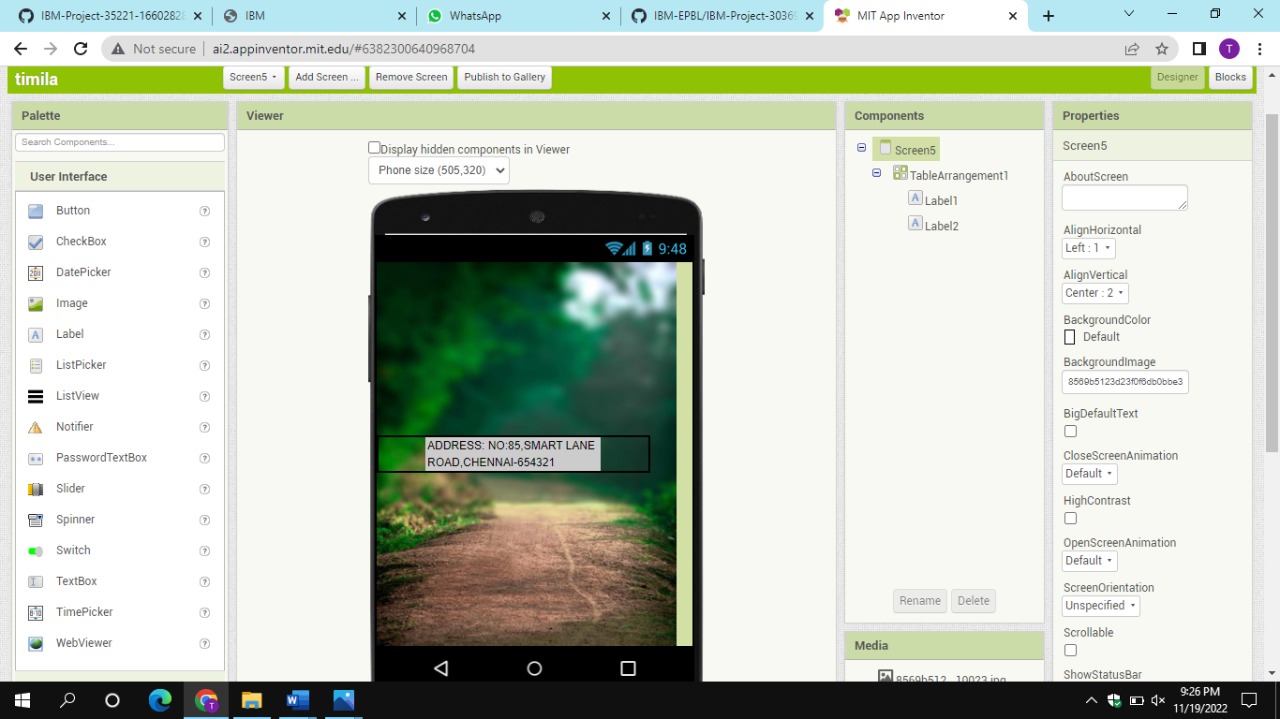 IBM-Project-35221-16602828
IBM
WhatsApp
IBM-EPBL/IBM-Project-3036
MIT App Inventor
Not secure
ai2.appinventor.mit.edu/#6382300640968704
T
timila
Screen5
Add Screen ...
Remove Screen
Publish to Gallery
Designer
Blocks
Palette
Viewer
Components
Properties
Search Components...
User Interface
Button
CheckBox
DatePicker
Image
Label
ListPicker
ListView
Notifier
PasswordTextBox
Slider
Spinner
Switch
TextBox
TimePicker
WebViewer
Display hidden components in Viewer
Phone size (505,320)
9:48
ADDRESS: NO:85,SMART LANE
ROAD,CHENNAI-654321
Screen5
TableArrangement1
Label1
Label2
Rename
Delete
Media
8569b512...10023.jpg
Screen5
AboutScreen
AlignHorizontal
Left : 1
AlignVertical
Center : 2
BackgroundColor
Default
BackgroundImage
8569b5123d23f0f6db0bbe3
BigDefaultText
CloseScreenAnimation
Default
HighContrast
OpenScreenAnimation
Default
ScreenOrientation
Unspecified
Scrollable
ShowStatusBar
9:26 PM
11/19/2022